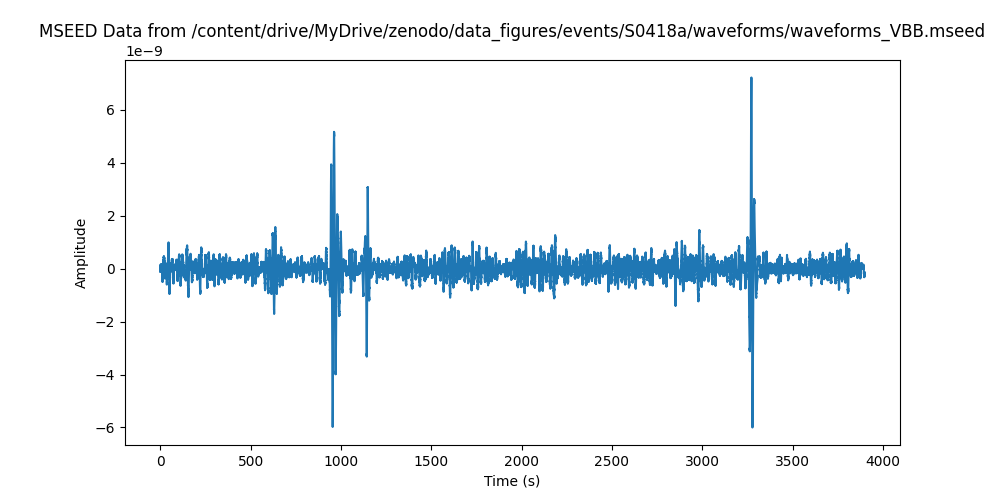 MSEED Data from /content/drive/MyDrive/zenodo/data_figures/events/S0418a/waveforms/waveforms_VBB.mseed
1e−9
6
4
2
0
−2
−4
−6
Amplitude
0 500 1000 1500 2000 2500 3000 3500 4000
Time (s)